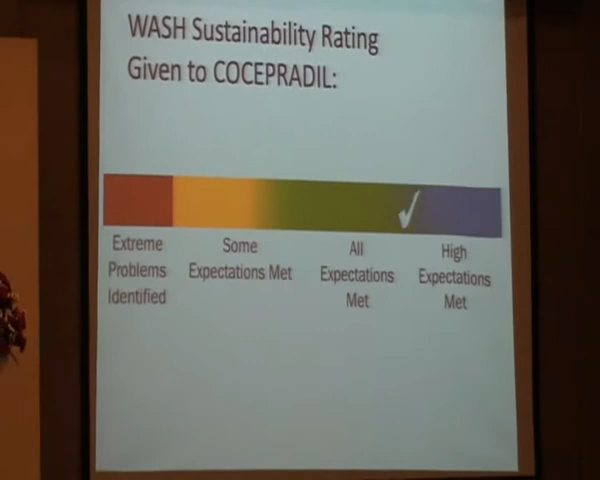 WASH Sustainability Rating
Given to COCEPRADIL:
Extreme
Problems
Identified
Some
Expectations Met
All
Expectations
Met
High
Expectations
Met